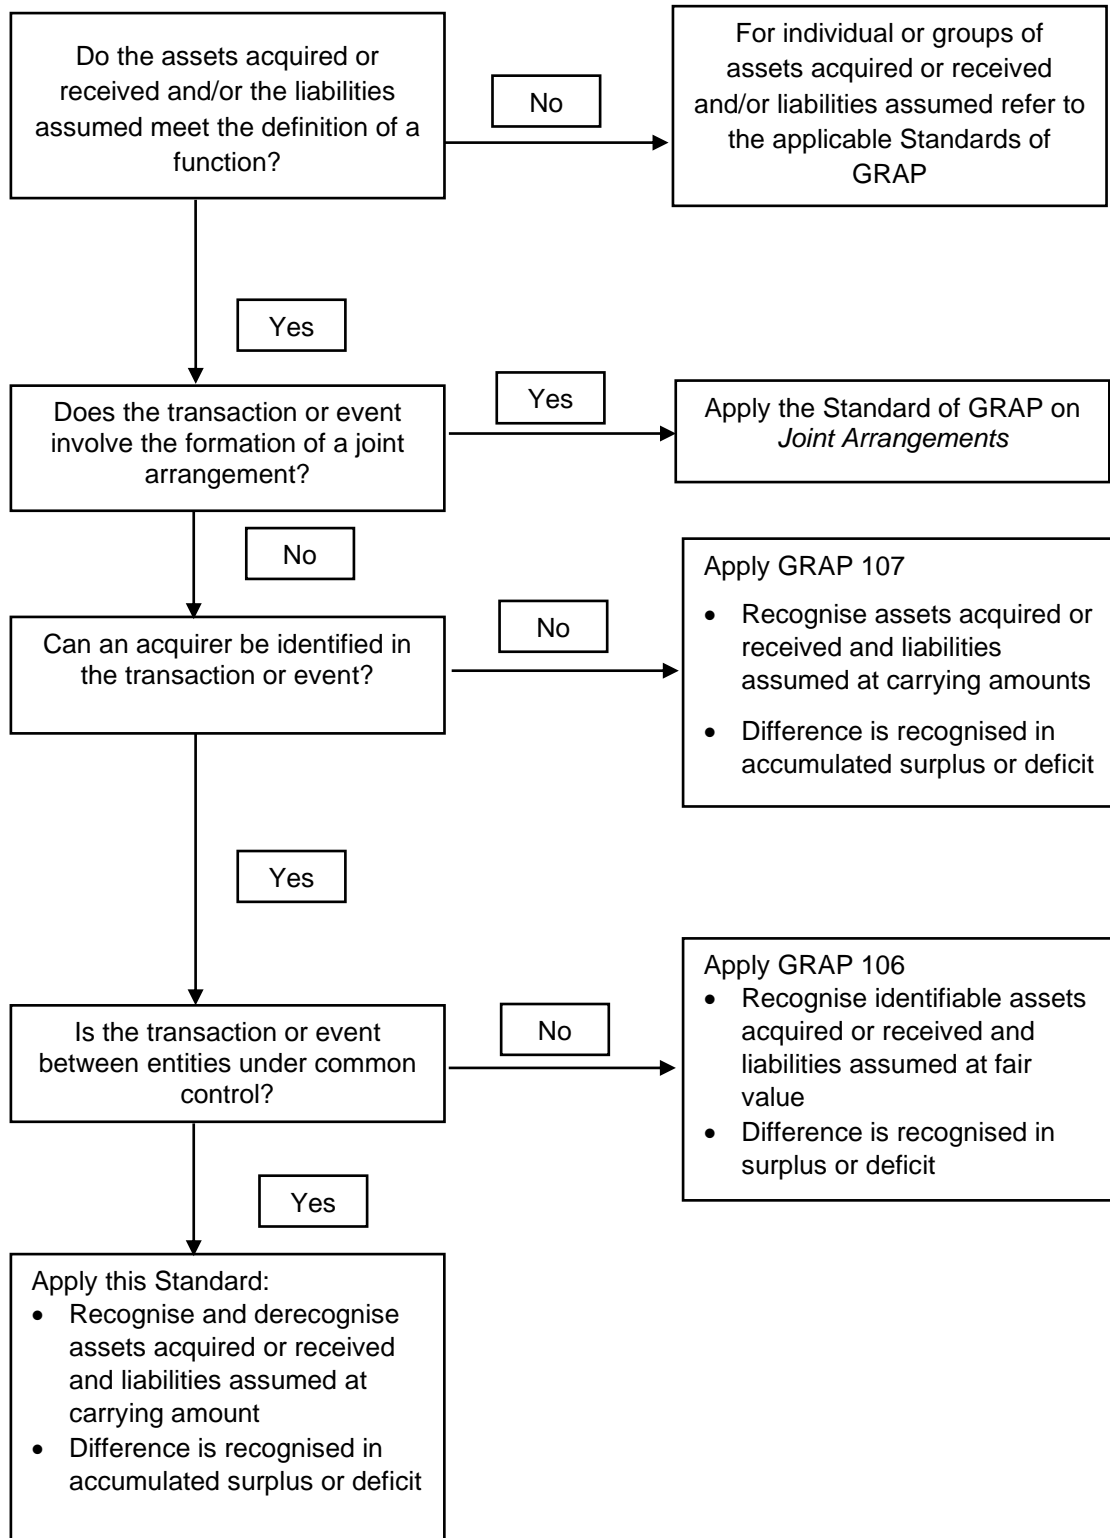 Do the assets acquired or
received and/or the liabilities
assumed meet the definition of a
function?
No
For individual or groups of
assets acquired or received
and/or liabilities assumed refer to
the applicable Standards of
GRAP
Yes
Does the transaction or event
involve the formation of a joint
arrangement?
Yes
Apply the Standard of GRAP on
Joint Arrangements
No
Can an acquirer be identified in
the transaction or event?
No
Apply GRAP 107
• Recognise assets acquired or
received and liabilities
assumed at carrying amounts
• Difference is recognised in
accumulated surplus or deficit
Yes
Is the transaction or event
between entities under common
control?
No
Apply GRAP 106
• Recognise identifiable assets
acquired or received and
liabilities assumed at fair
value
• Difference is recognised in
surplus or deficit
Yes
Apply this Standard:
• Recognise and derecognise
assets acquired or received
and liabilities assumed at
carrying amount
• Difference is recognised in
accumulated surplus or deficit